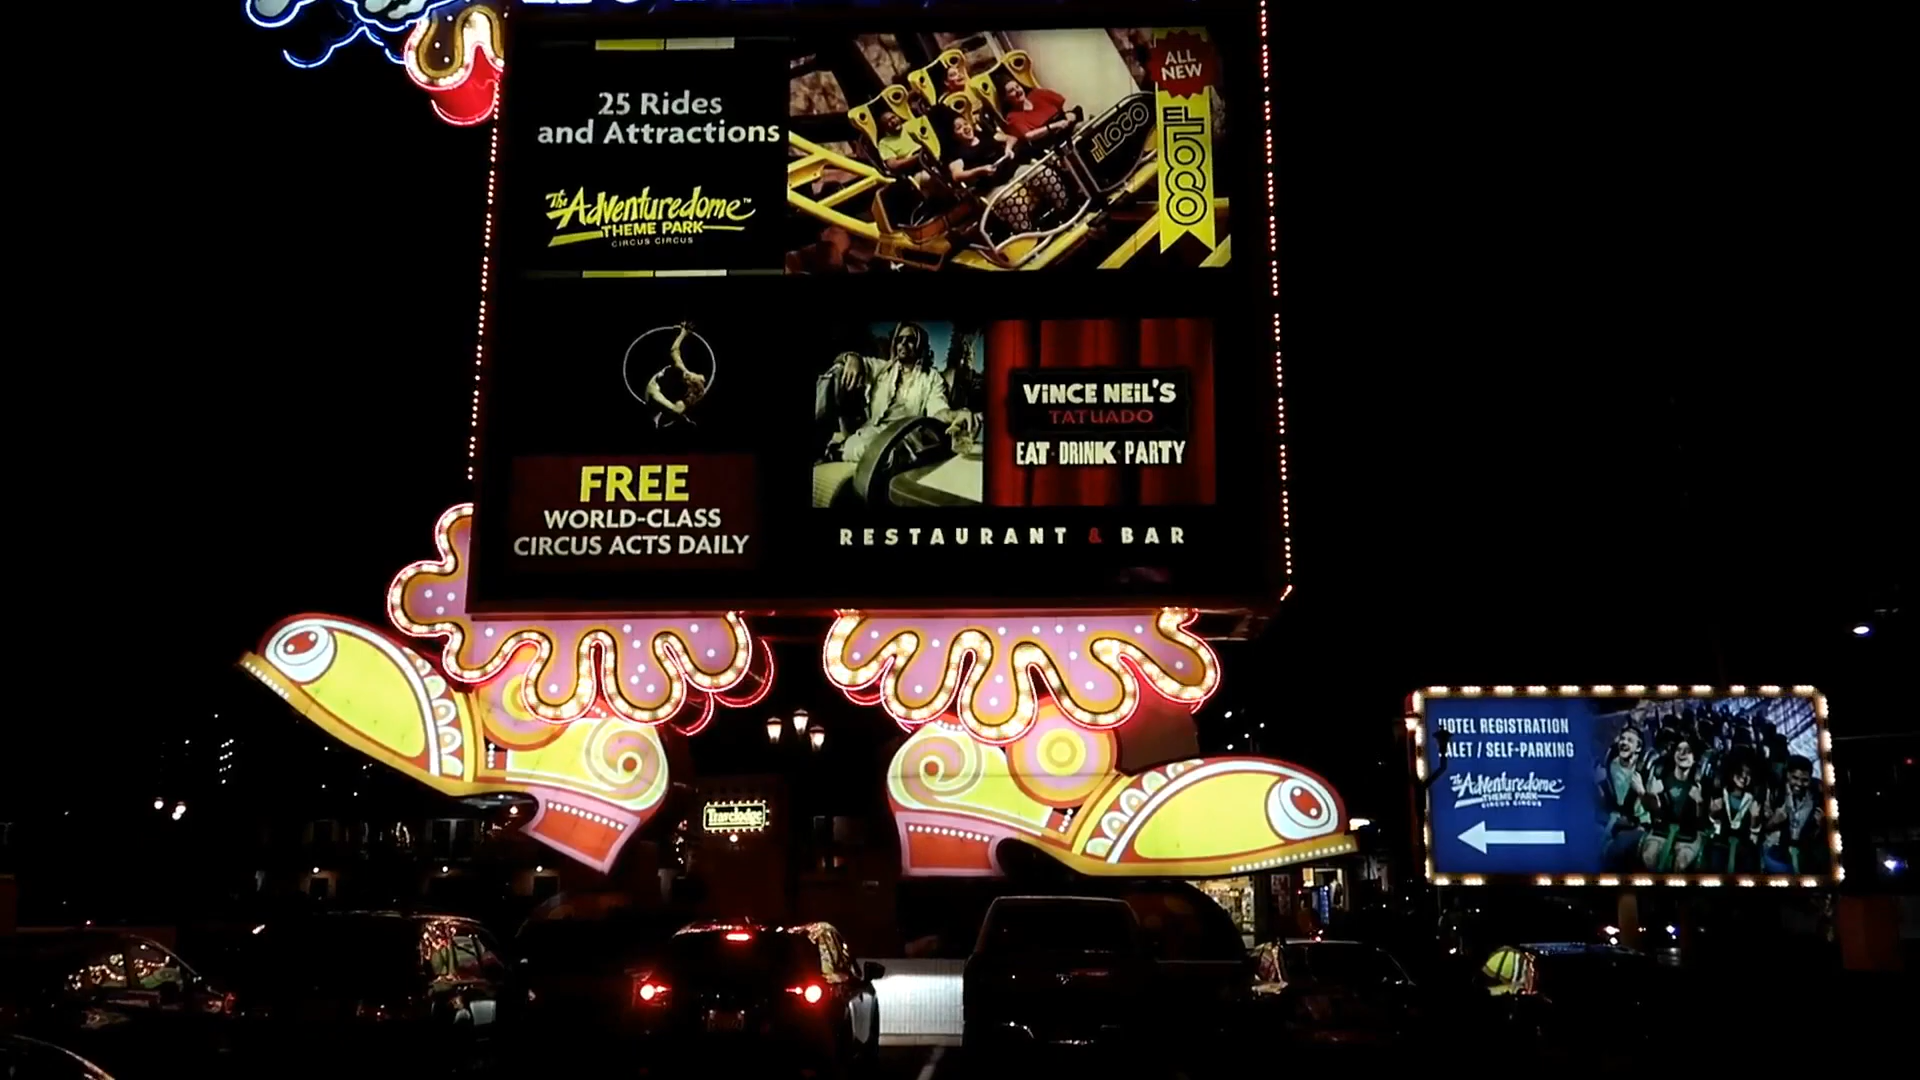 25 Rides
and Attractions
The Adventuredome™
THEME PARK
CIRCUS CIRCUS
EL LOCO
ALL
NEW
EL
LOCO
FREE
WORLD-CLASS
CIRCUS ACTS DAILY
ViNCE NEiL'S
TATUADO
EAT · DRINK · PARTY
RESTAURANT & BAR
Travelodge
HOTEL REGISTRATION
VALET / SELF-PARKING
The Adventuredome
THEME PARK
CIRCUS CIRCUS